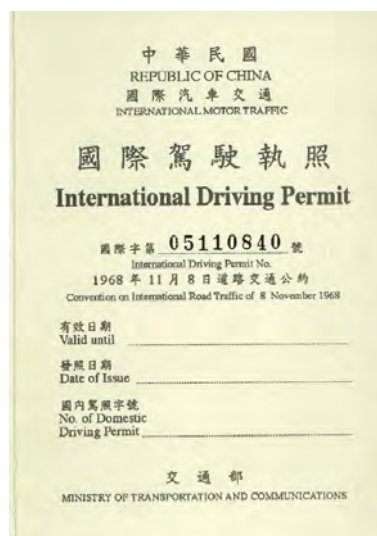 中華民國
REPUBLIC OF CHINA
國際汽車交通
INTERNATIONAL MOTOR TRAFFIC
國際駕駛執照
International Driving Permit
國際字第 05110840 號
International Driving Permit No.
1968 年 11 月 8 日道路交通公約
Convention on International Road Traffic of 8 November 1968
有效日期
Valid until
發照日期
Date of Issue
國內駕照字號
No. of Domestic
Driving Permit
交通部
MINISTRY OF TRANSPORTATION AND COMMUNICATIONS